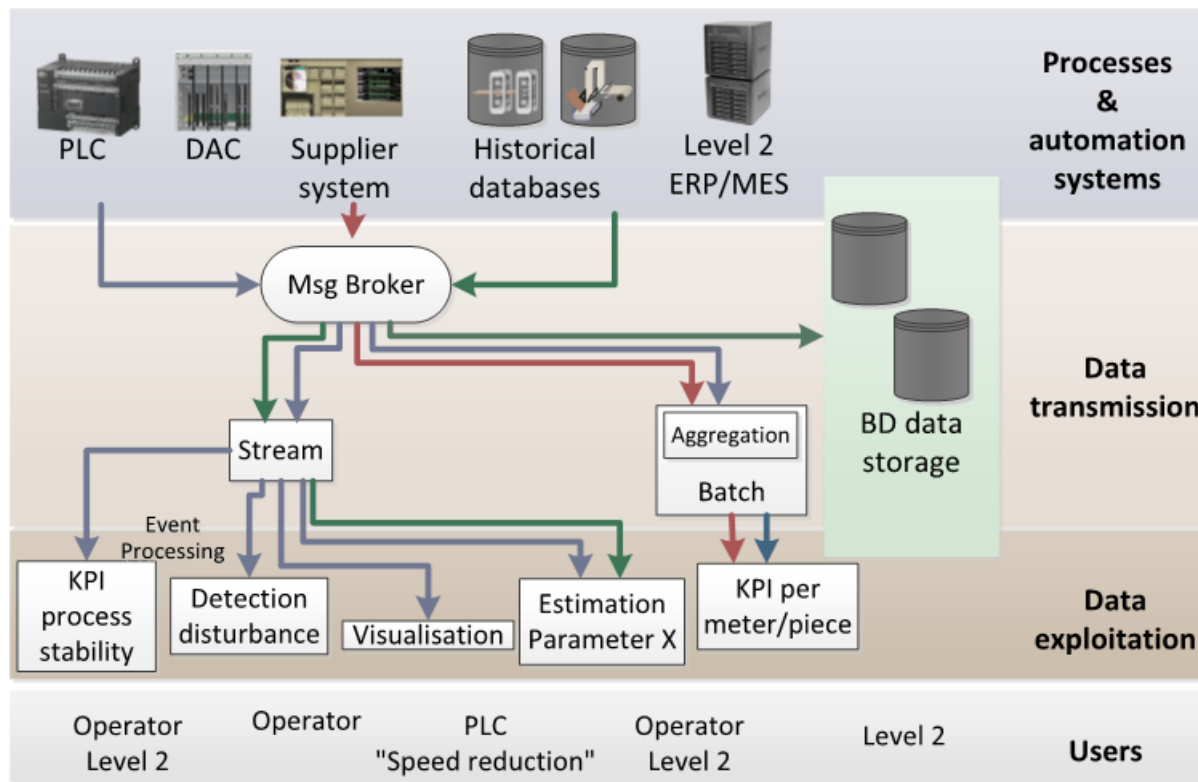 PLC
DAC
Supplier
system
Historical
databases
Level 2
ERP/MES
Processes
&
automation
systems
Msg Broker
Stream
Aggregation
Batch
BD data
storage
Data
transmission
Event
Processing
KPI
process
stability
Detection
disturbance
Visualisation
Estimation
Parameter X
KPI per
meter/piece
Data
exploitation
Operator
Level 2
Operator
PLC
"Speed reduction"
Operator
Level 2
Level 2
Users